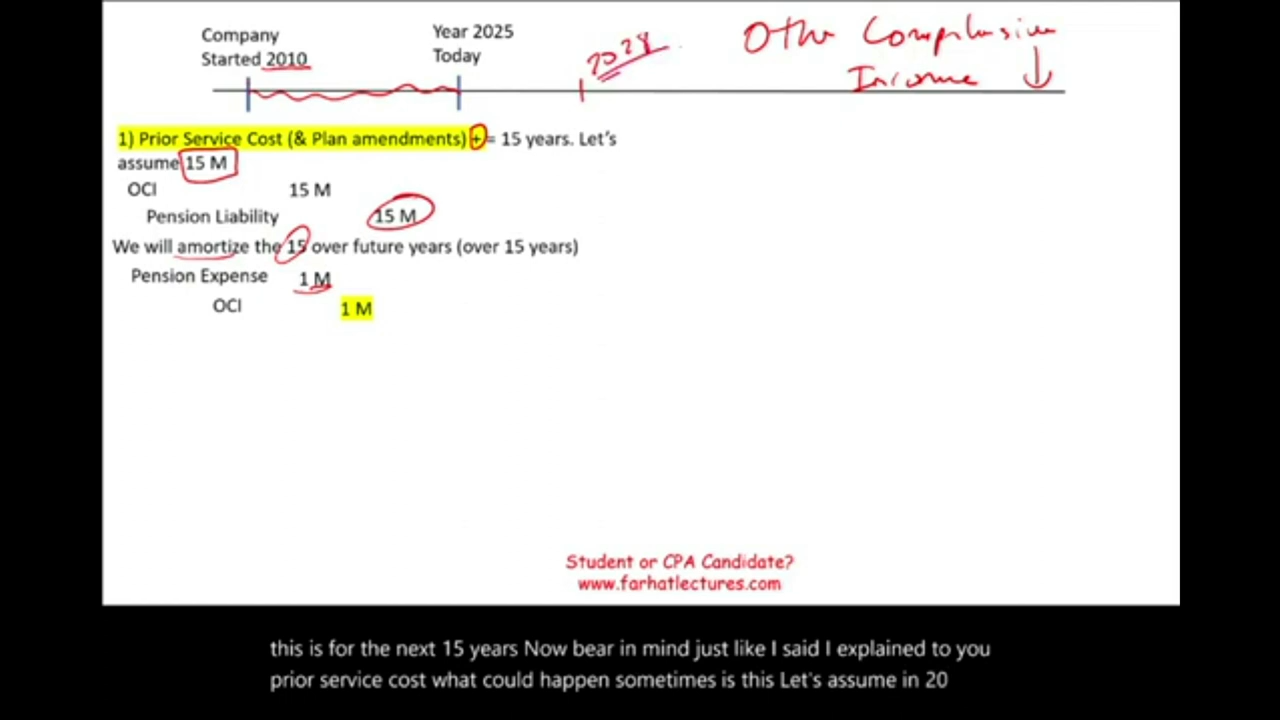 Company
Started 2010
Year 2025
Today
2028
Other Comprehensive
Income ↓
1) Prior Service Cost (& Plan amendments) + = 15 years. Let's
assume 15 M
OCI 15 M
Pension Liability 15 M
We will amortize the 15 over future years (over 15 years)
Pension Expense 1 M
OCI 1 M
Student or CPA Candidate?
www.farhatlectures.com
this is for the next 15 years Now bear in mind just like I said I explained to you
prior service cost what could happen sometimes is this Let's assume in 20